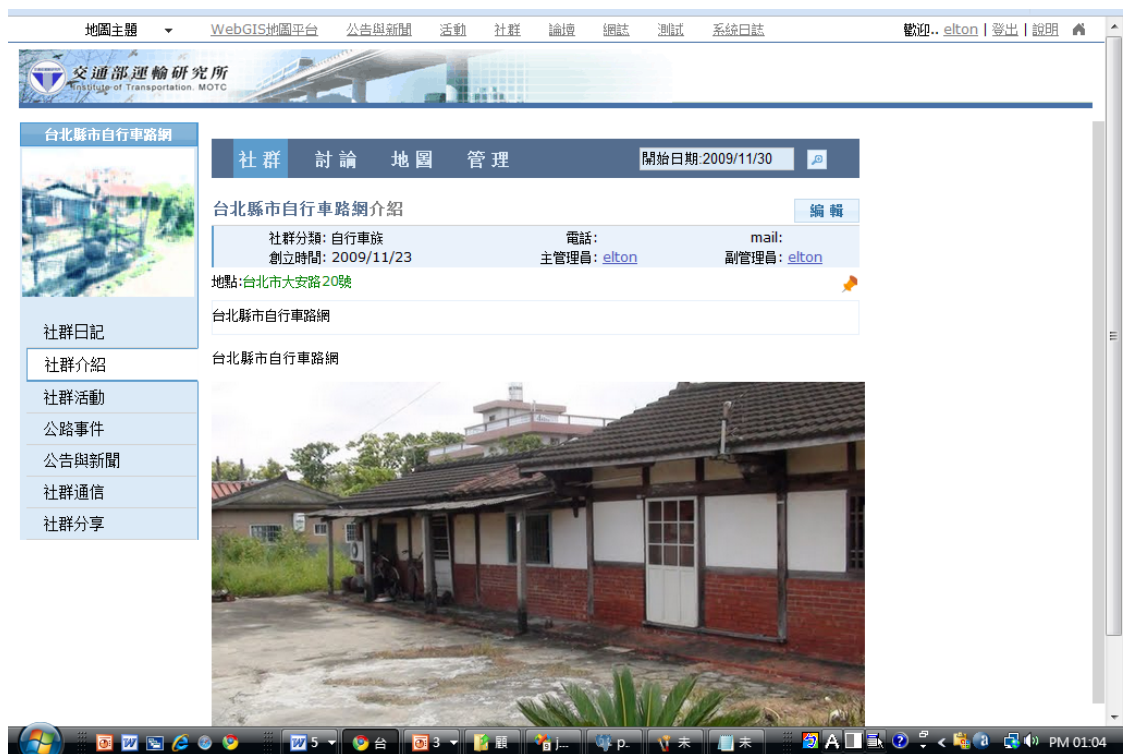 地圖主題 WebGIS地圖平台 公告與新聞 活動 社群 論壇 網誌 測試 系統日誌 歡迎.. elton | 登出 | 說明
交通部運輸研究所
Institute of Transportation. MOTC
台北縣市自行車路網
社群 討論 地圖 管理 開始日期:2009/11/30
台北縣市自行車路網介紹 編輯
社群分類: 自行車族 電話: mail:
創立時間: 2009/11/23 主管理員: elton 副管理員: elton
地點:台北市大安路20號
台北縣市自行車路網
台北縣市自行車路網
社群日記
社群介紹
社群活動
公路事件
公告與新聞
社群通信
社群分享
5 台 3 顧 j... p. 未 未 A PM 01:04